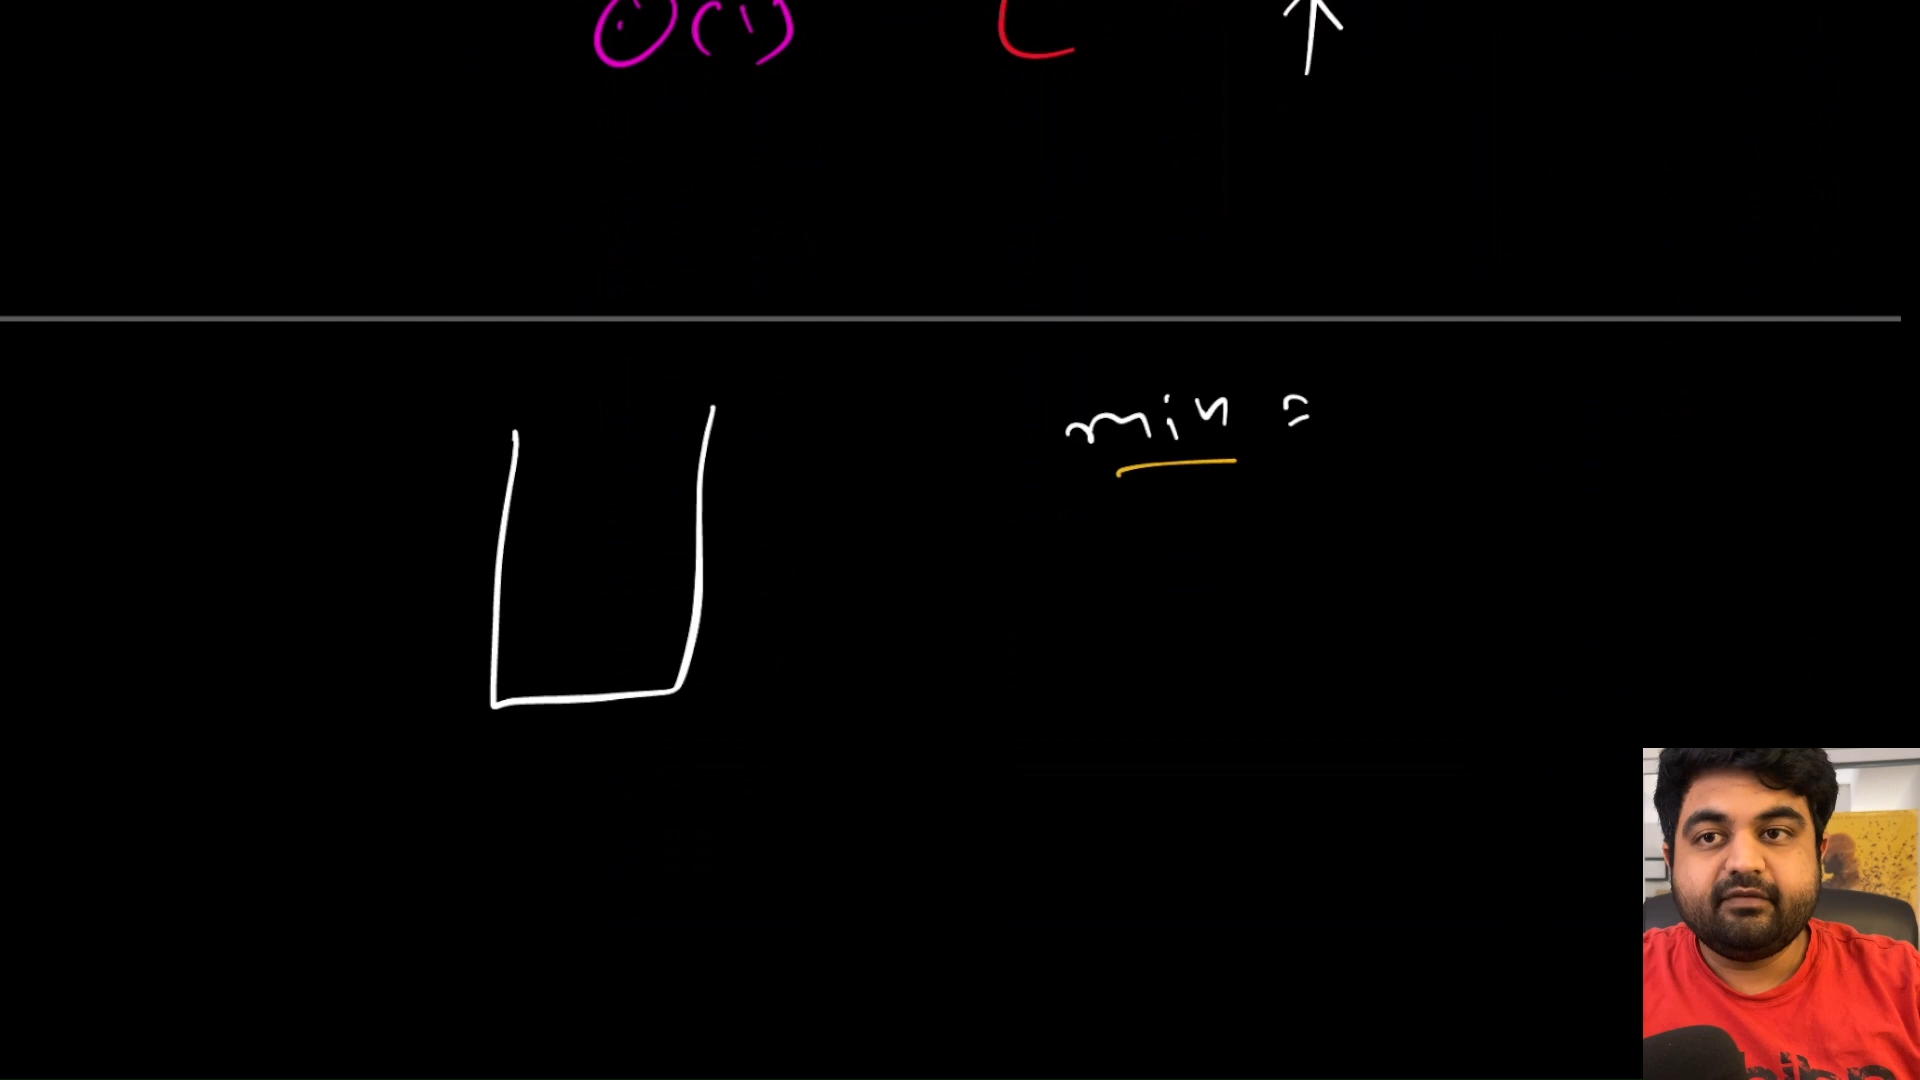 O(1)
min =